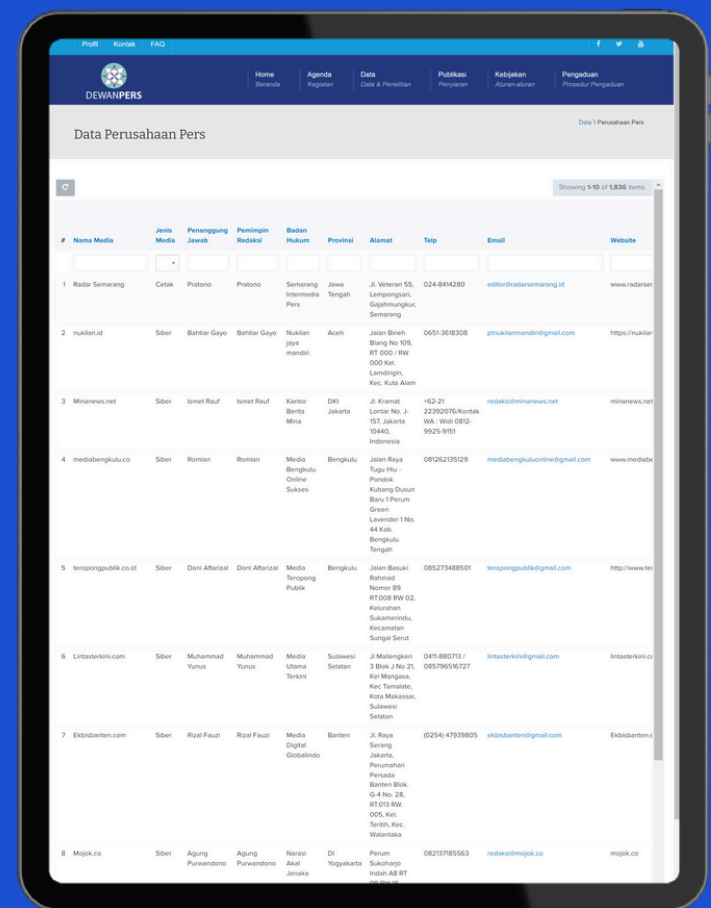 Profil Kontak FAQ
DEWANPERS
Home Agenda Data Publikasi Kebijakan Pengaduan
Beranda Kegiatan Data & Penelitian Penyiaran Aturan-aturan Prosedur Pengaduan
Data Perusahaan Pers
Data \ Perusahaan Pers
Showing 1-10 of 1,836 items.
# Nama Media Jenis Media Penanggung Jawab Pemimpin Redaksi Badan Hukum Provinsi Alamat Telp Email Website
1 Radar Semarang Cetak Pratono Pratono Semarang Intermedia Pers Jawa Tengah Jl. Veteran 55, Lempongsari, Gajahmungkur, Semarang 024-8414280 editor@radarsemarang.id www.radarser
2 nukilan.id Siber Bahtiar Gayo Bahtiar Gayo Nukilan jaya mandiri Aceh Jalan Bineh Blang No 109, RT 000 / RW 000 Kel. Lamdingin, Kec. Kuta Alam 0651-3618308 ptnukilanmandiri@gmail.com https://nukilar
3 Minanews.net Siber Ismet Rauf Ismet Rauf Kantor Berita Mina DKI Jakarta Jl. Kramat Lontar No. J-157, Jakarta 10440, Indonesia +62-21 22392076/Kontak WA : Widi 0812-9925-9151 redaksi@minanews.net minanews.net
4 mediabengkulu.co Siber Romlan Romlan Media Bengkulu Online Sukses Bengkulu Jalan Raya Tugu Hiu - Pondok Kubang Dusun Baru 1 Perum Green Lavender 1 No. 44 Kab. Bengkulu Tengah 081262135129 mediabengkuluonline@gmail.com www.mediabe
5 teropongpublik.co.id Siber Doni Aftarizal Doni Aftarizal Media Teropong Publik Bengkulu Jalan Basuki Rahmad Nomor 89 RT.008 RW 02, Kelurahan Sukamerindu, Kecamatan Sungai Serut 085273488501 teropongpublik@gmail.com http://www.ter
6 Lintasterkini.com Siber Muhammad Yunus Muhammad Yunus Media Utama Terkini Sulawesi Selatan Jl Mallengkeri 3 Blok J No 21, Kel Mangasa, Kec Tamalate, Kota Makassar, Sulawesi Selatan 0411-880713 / 085796516727 lintasterkini@gmail.com lintasterkini.cc
7 Ekbisbanten.com Siber Rizal Fauzi Rizal Fauzi Media Digital Globalindo Banten Jl. Raya Serang Jakarta, Perumahan Persada Banten Blok. G-4 No. 28, RT.013 RW. 005, Kel. Teritih, Kec. Walantaka (0254) 47939805 ekbisbanten@gmail.com Ekbisbanten.c
8 Mojok.co Siber Agung Purwandono Agung Purwandono Narasi Akal Jenaka DI Yogyakarta Perum Sukoharjo Indah A8 RT 082137185563 redaksi@mojok.co mojok.co